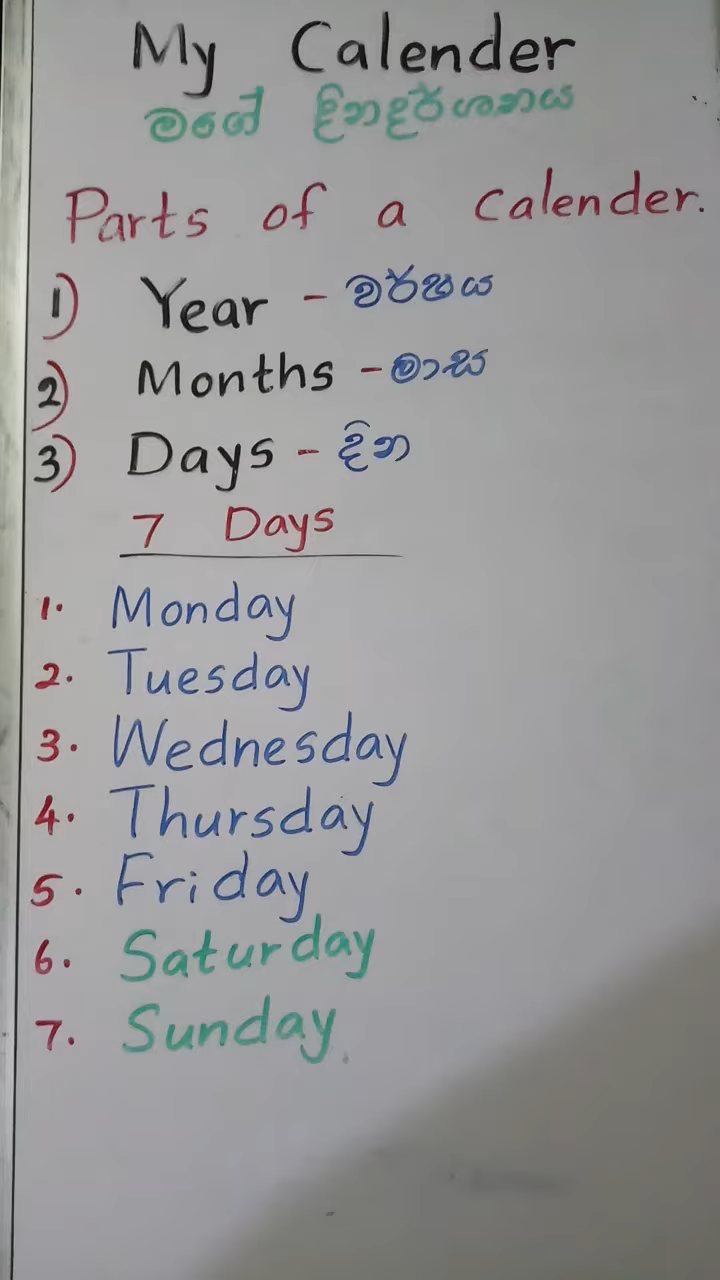 My Calender
මගේ දිනදර්ශනය
Parts of a calender.
1) Year - වර්ෂය
2) Months - මාස
3) Days - දින
7 Days
1. Monday
2. Tuesday
3. Wednesday
4. Thursday
5. Friday
6. Saturday
7. Sunday